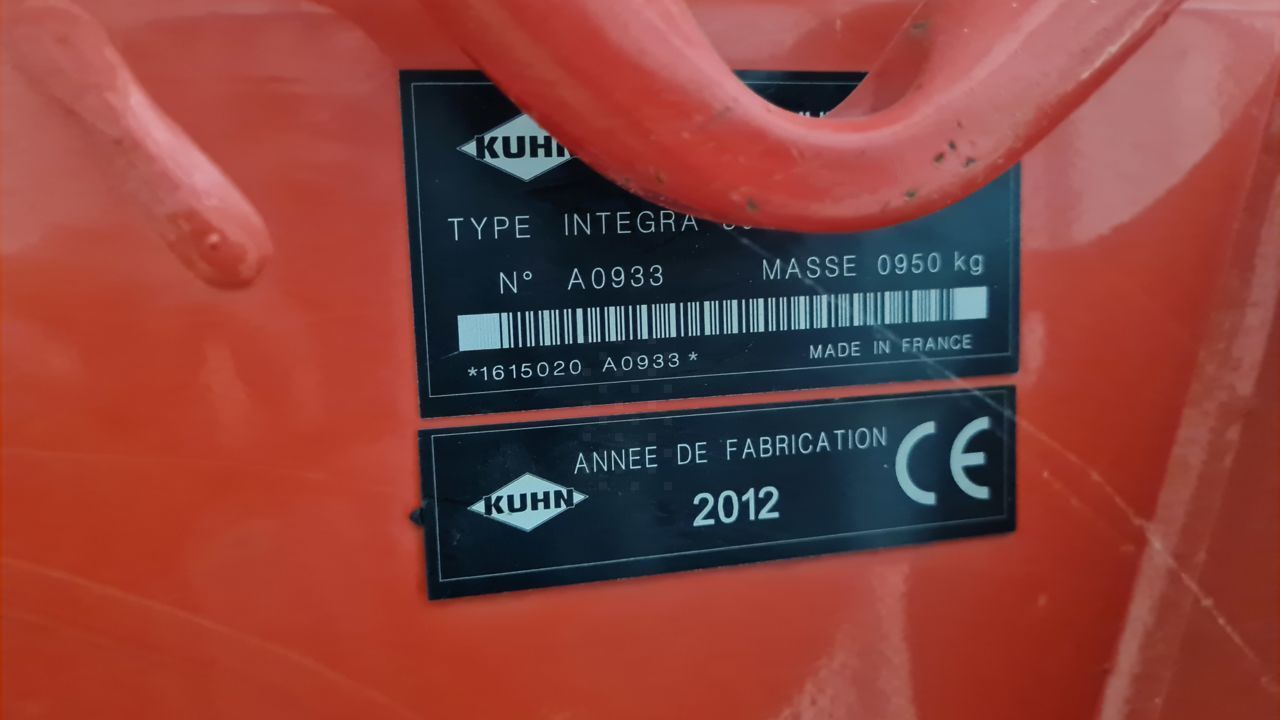 KUHN
TYPE INTEGRA
N° A0933 MASSE 0950 kg
*1615020 A0933*
MADE IN FRANCE
ANNEE DE FABRICATION
KUHN
2012
CE